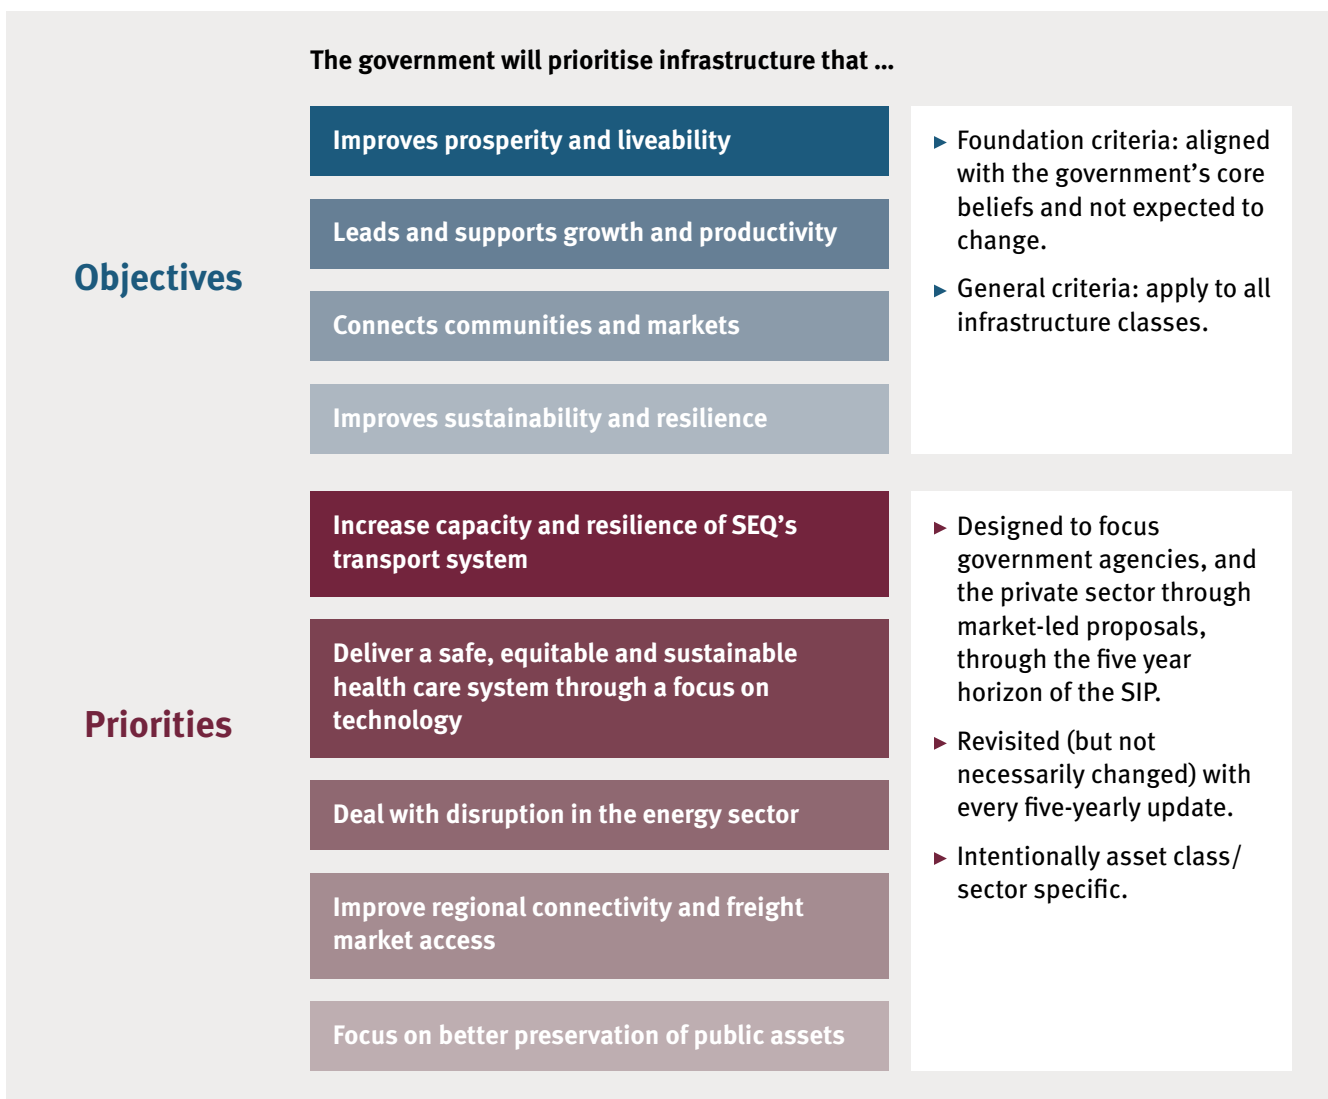 The government will prioritise infrastructure that ...
Objectives
Improves prosperity and liveability
Leads and supports growth and productivity
Connects communities and markets
Improves sustainability and resilience
► Foundation criteria: aligned
with the government’s core
beliefs and not expected to
change.
► General criteria: apply to all
infrastructure classes.
Priorities
Increase capacity and resilience of SEQ’s
transport system
Deliver a safe, equitable and sustainable
health care system through a focus on
technology
Deal with disruption in the energy sector
Improve regional connectivity and freight
market access
Focus on better preservation of public assets
► Designed to focus
government agencies, and
the private sector through
market-led proposals,
through the five year
horizon of the SIP.
► Revisited (but not
necessarily changed) with
every five-yearly update.
► Intentionally asset class/
sector specific.